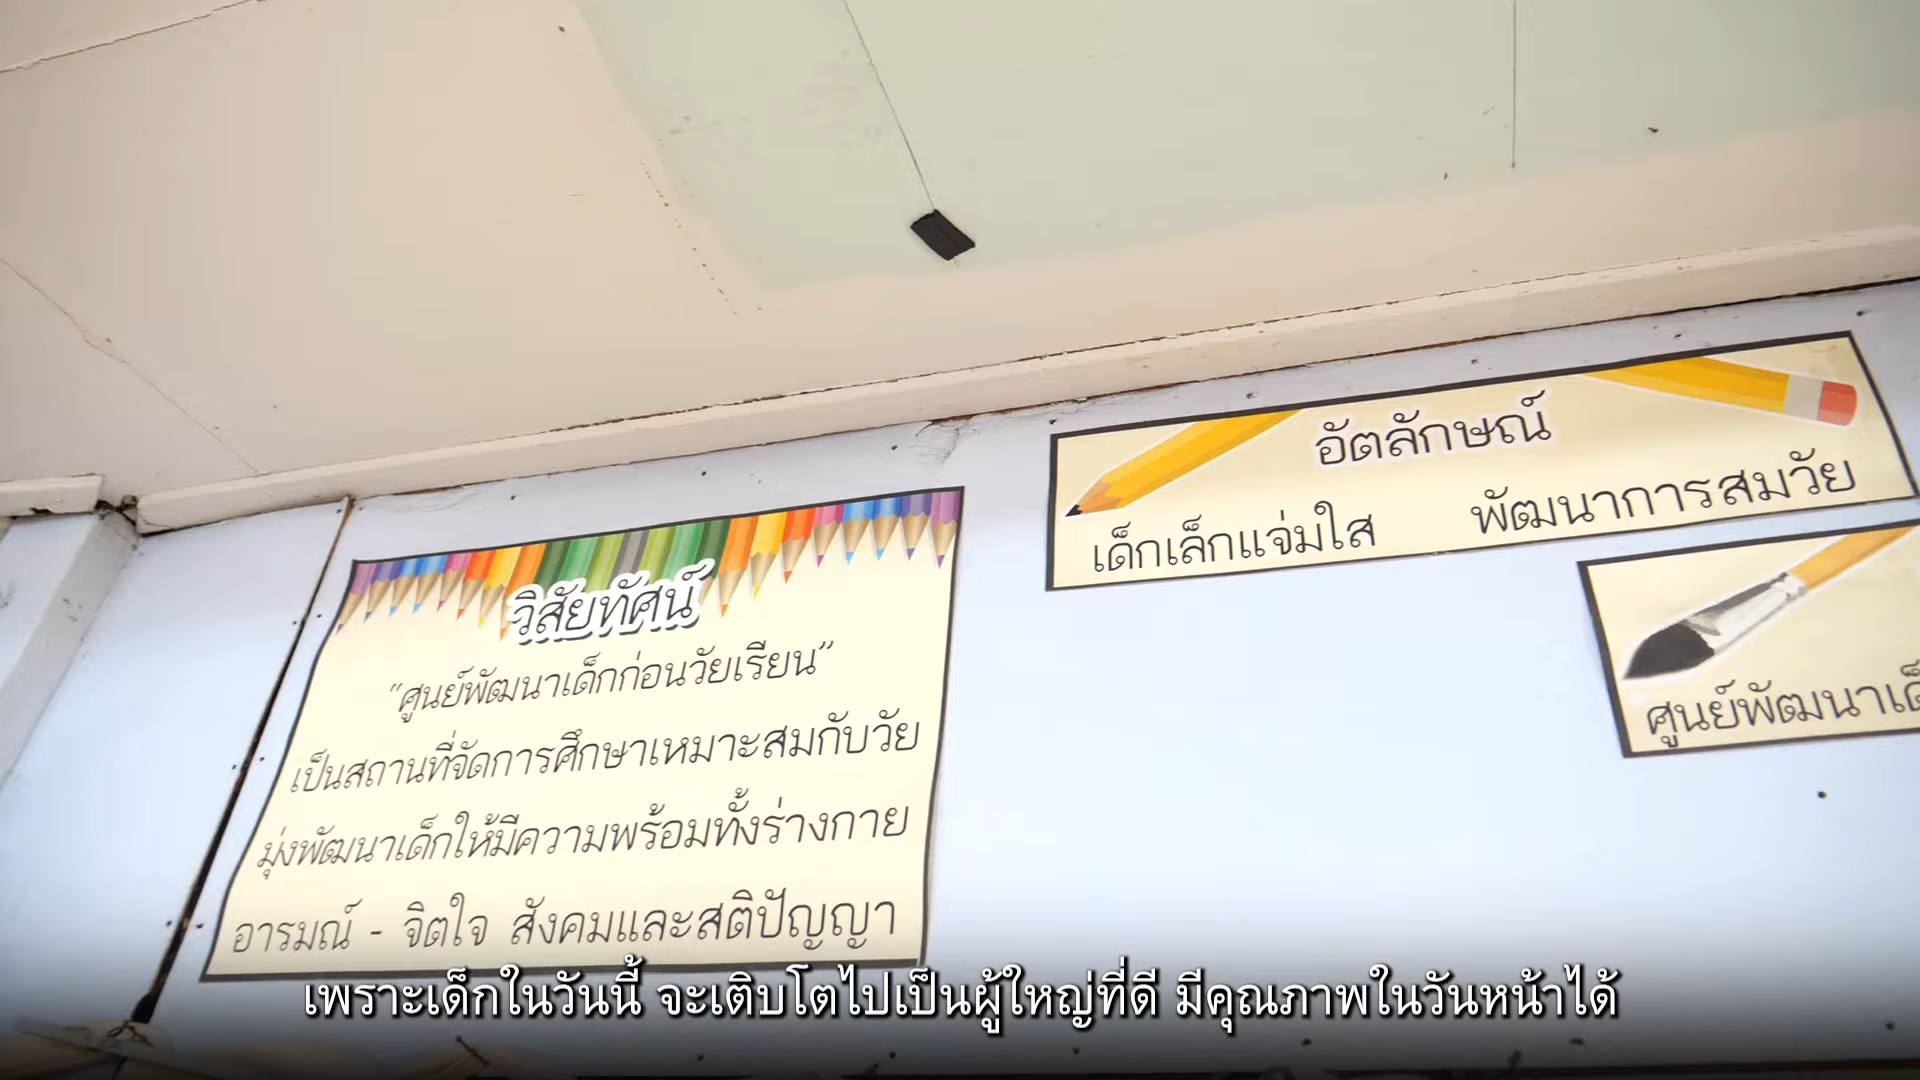 อัตลักษณ์
เด็กเล็กแจ่มใส พัฒนาการสมวัย
วิสัยทัศน์
“ศูนย์พัฒนาเด็กก่อนวัยเรียน”
เป็นสถานที่จัดการศึกษาเหมาะสมกับวัย
มุ่งพัฒนาเด็กให้มีความพร้อมทั้งร่างกาย
อารมณ์ - จิตใจ สังคมและสติปัญญา
ศูนย์พัฒนาเด็
เพราะเด็กในวันนี้ จะเติบโตไปเป็นผู้ใหญ่ที่ดี มีคุณภาพในวันหน้าได้